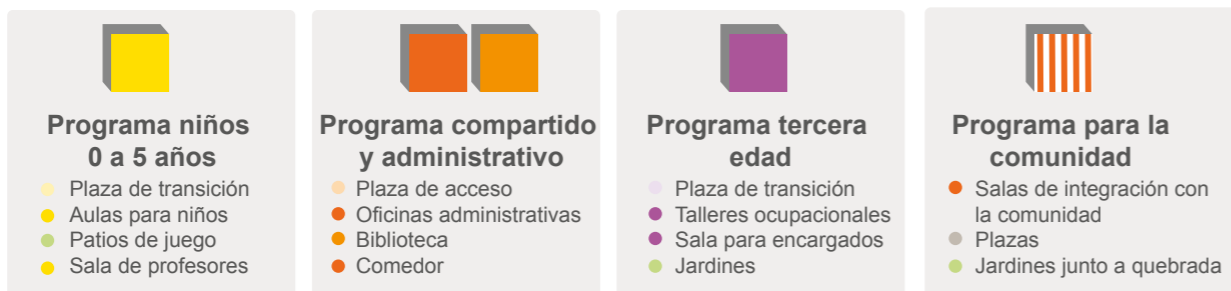 Programa niños
0 a 5 años
Plaza de transición
Aulas para niños
Patios de juego
Sala de profesores
Programa compartido
y administrativo
Plaza de acceso
Oficinas administrativas
Biblioteca
Comedor
Programa tercera
edad
Plaza de transición
Talleres ocupacionales
Sala para encargados
Jardines
Programa para la
comunidad
Salas de integración con
la comunidad
Plazas
Jardines junto a quebrada